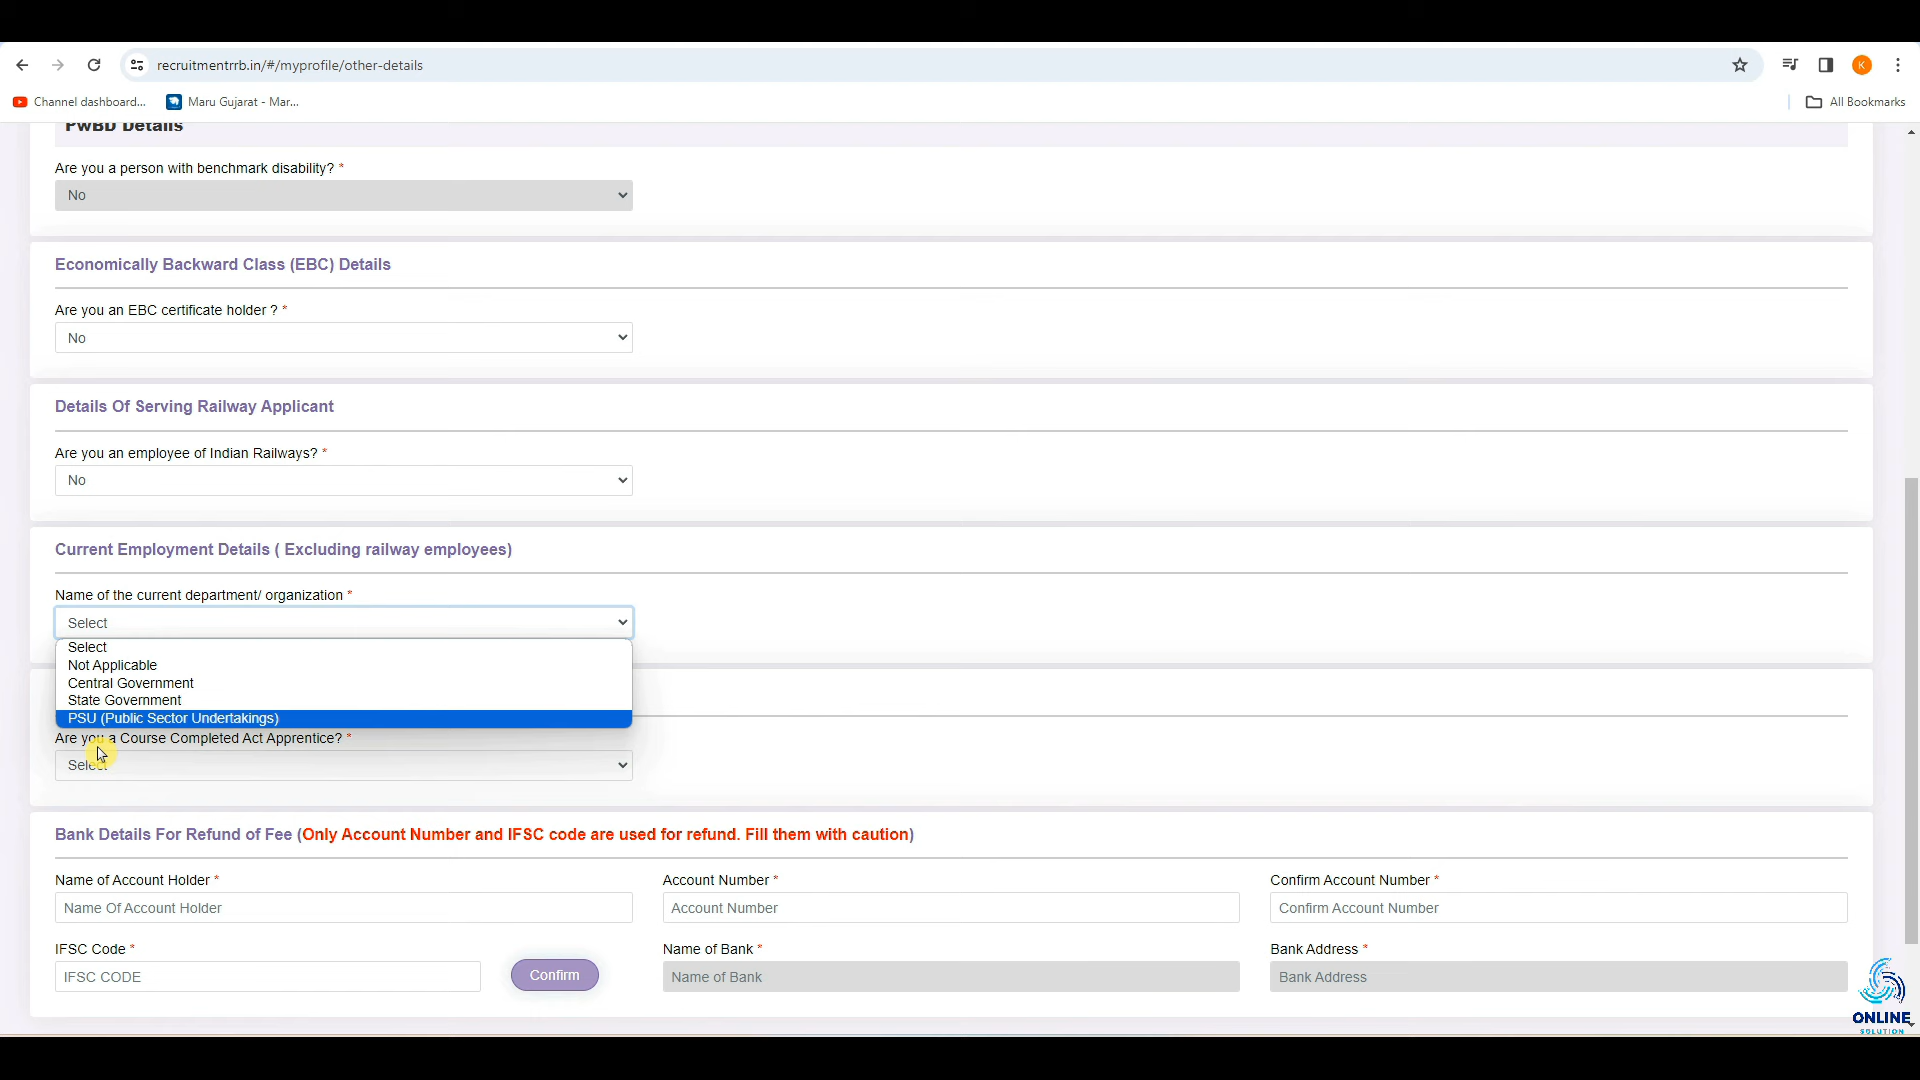 recruitmentrrb.in/#/myprofile/other-details
K
Channel dashboard...
Maru Gujarat - Mar...
All Bookmarks
PwBD Details
Are you a person with benchmark disability? *
No
Economically Backward Class (EBC) Details
Are you an EBC certificate holder ? *
No
Details Of Serving Railway Applicant
Are you an employee of Indian Railways? *
No
Current Employment Details ( Excluding railway employees)
Name of the current department/ organization *
Select
Select
Not Applicable
Central Government
State Government
PSU (Public Sector Undertakings)
Are you a Course Completed Act Apprentice? *
Select
Bank Details For Refund of Fee (Only Account Number and IFSC code are used for refund. Fill them with caution)
Name of Account Holder * Account Number * Confirm Account Number *
Name Of Account Holder Account Number Confirm Account Number
IFSC Code * Name of Bank * Bank Address *
IFSC CODE Confirm Name of Bank Bank Address
ONLINE
SOLUTION